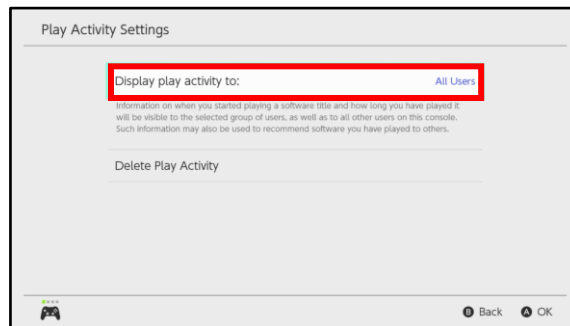 Play Activity Settings
Display play activity to: All Users
Information on when you started playing a software title and how long you have played it
will be visible to the selected group of users, as well as to all other users on this console.
Such information may also be used to recommend software you have played to others.
Delete Play Activity
B Back A OK